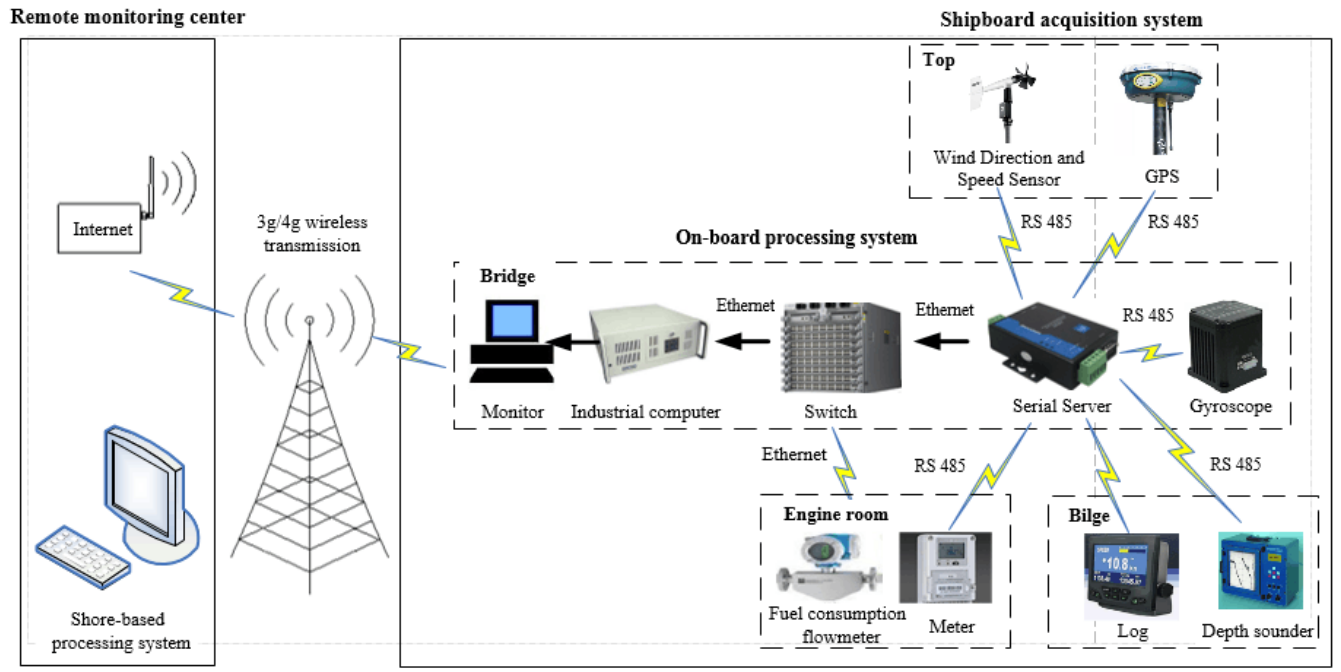 Remote monitoring center
Shipboard acquisition system
Top
Wind Direction and
Speed Sensor
GPS
Internet
3g/4g wireless
transmission
RS 485
RS 485
On-board processing system
Bridge
Ethernet
Ethernet
RS 485
Monitor
Industrial computer
Switch
Serial Server
Gyroscope
Ethernet
RS 485
RS 485
Engine room
Bilge
10.8
Fuel consumption
flowmeter
Meter
Log
Depth sounder
Shore-based
processing system